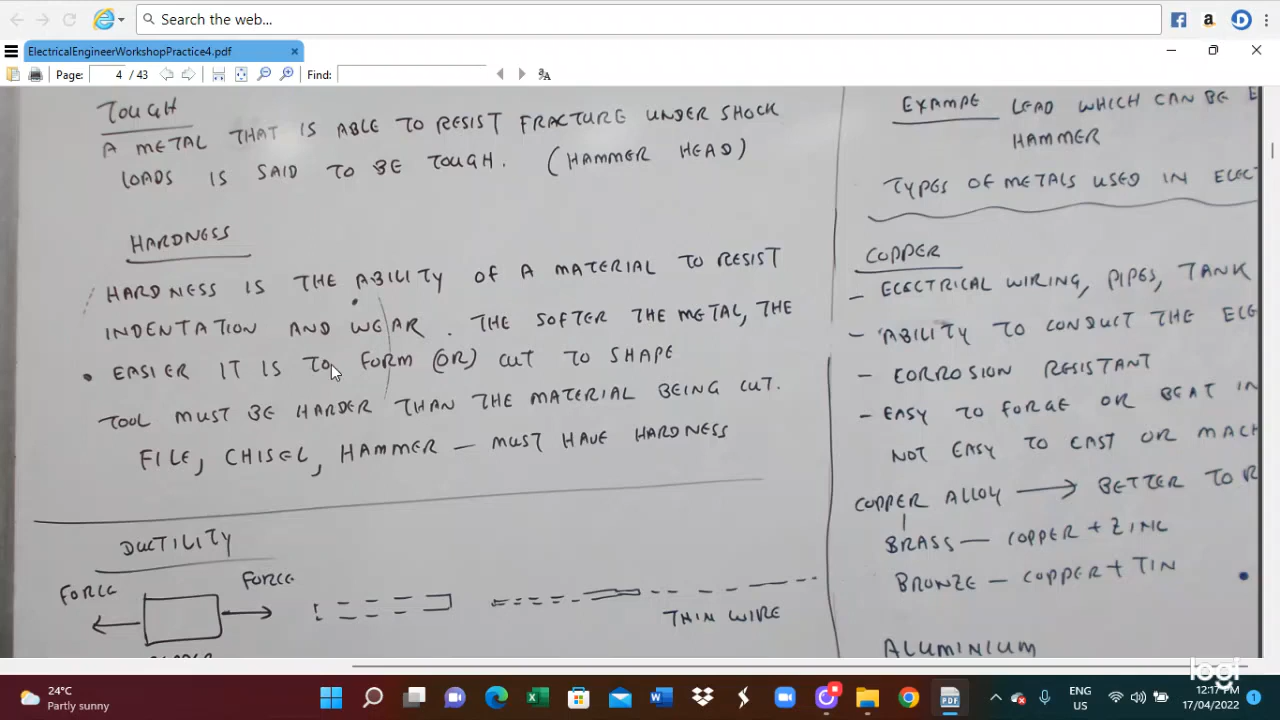 Search the web...
ElectricalEngineerWorkshopPractice4.pdf
Page: 4 / 43
Find:
TOUGH
A METAL THAT IS ABLE TO RESIST FRACTURE UNDER SHOCK
LOADS IS SAID TO BE TOUGH. (HAMMER HEAD)
HARDNESS
HARDNESS IS THE ABILITY OF A MATERIAL TO RESIST
INDENTATION AND WEAR. THE SOFTER THE METAL, THE
EASIER IT IS TO FORM (OR) CUT TO SHAPE
TOOL MUST BE HARDER THAN THE MATERIAL BEING CUT.
FILE, CHISEL, HAMMER — MUST HAVE HARDNESS
DUCTILITY
FORCE FORCE
THIN WIRE
EXAMPE LEAD WHICH CAN BE
HAMMER
TYPES OF METALS USED IN ELECT
COPPER
- ELECTRICAL WIRING, PIPES, TANK
- ABILITY TO CONDUCT THE ELE
- CORROSION RESISTANT
- EASY TO FORGE OR BEAT IN
NOT EASY TO CAST OR MACH
COPPER ALLOY → BETTER TO
BRASS — COPPER + ZINC
BRONZE — COPPER + TIN
ALUMINIUM
logi
24°C
Partly sunny
ENG
US
12:17 PM
17/04/2022